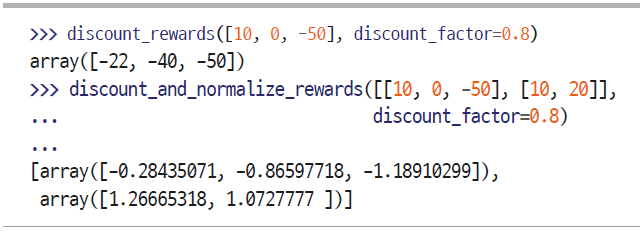 >>> discount_rewards([10, 0, -50], discount_factor=0.8)
array([-22, -40, -50])
>>> discount_and_normalize_rewards([[10, 0, -50], [10, 20]],
...                                discount_factor=0.8)
...
[array([-0.28435071, -0.86597718, -1.18910299]),
 array([1.26665318, 1.0727777 ])]